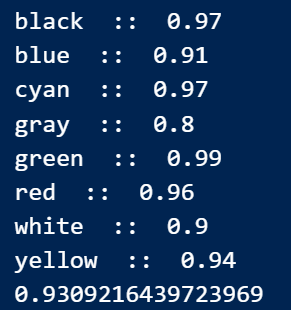 black  ::  0.97
blue  ::  0.91
cyan  ::  0.97
gray  ::  0.8
green  ::  0.99
red  ::  0.96
white  ::  0.9
yellow  ::  0.94
0.9309216439723969